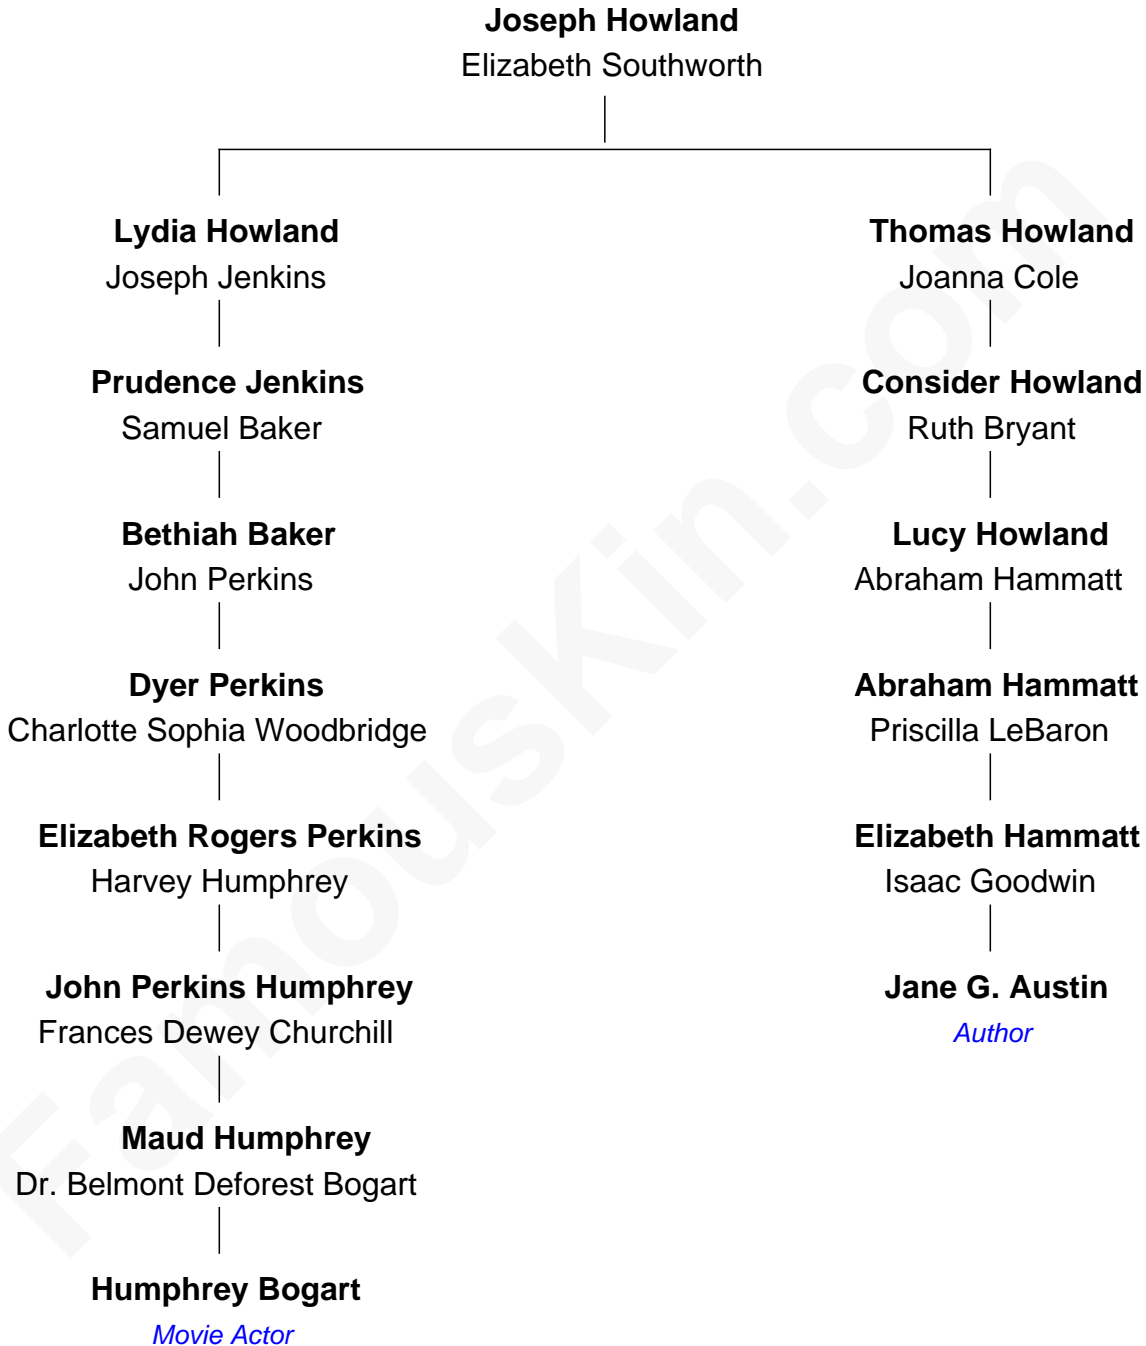 Joseph Howland
Elizabeth Southworth
Lydia Howland
Joseph Jenkins
Thomas Howland
Joanna Cole
Prudence Jenkins
Samuel Baker
Consider Howland
Ruth Bryant
Bethiah Baker
John Perkins
Lucy Howland
Abraham Hammatt
Dyer Perkins
Charlotte Sophia Woodbridge
Abraham Hammatt
Priscilla LeBaron
Elizabeth Rogers Perkins
Harvey Humphrey
Elizabeth Hammatt
Isaac Goodwin
John Perkins Humphrey
Frances Dewey Churchill
Jane G. Austin
Author
Maud Humphrey
Dr. Belmont Deforest Bogart
Humphrey Bogart
Movie Actor
FamousKin.com